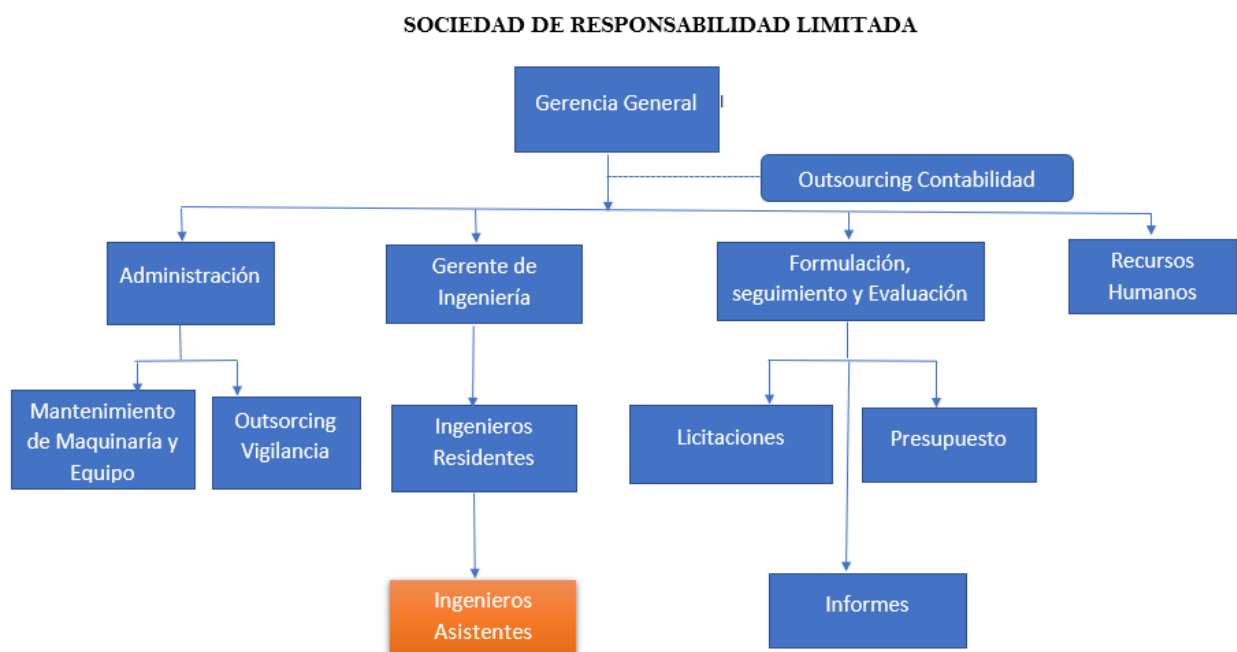 SOCIEDAD DE RESPONSABILIDAD LIMITADA
Gerencia General
Outsourcing Contabilidad
Administración
Gerente de
Ingeniería
Formulación,
seguimiento y Evaluación
Recursos
Humanos
Mantenimiento
de Maquinaría y
Equipo
Outsorcing
Vigilancia
Ingenieros
Residentes
Licitaciones
Presupuesto
Ingenieros
Asistentes
Informes